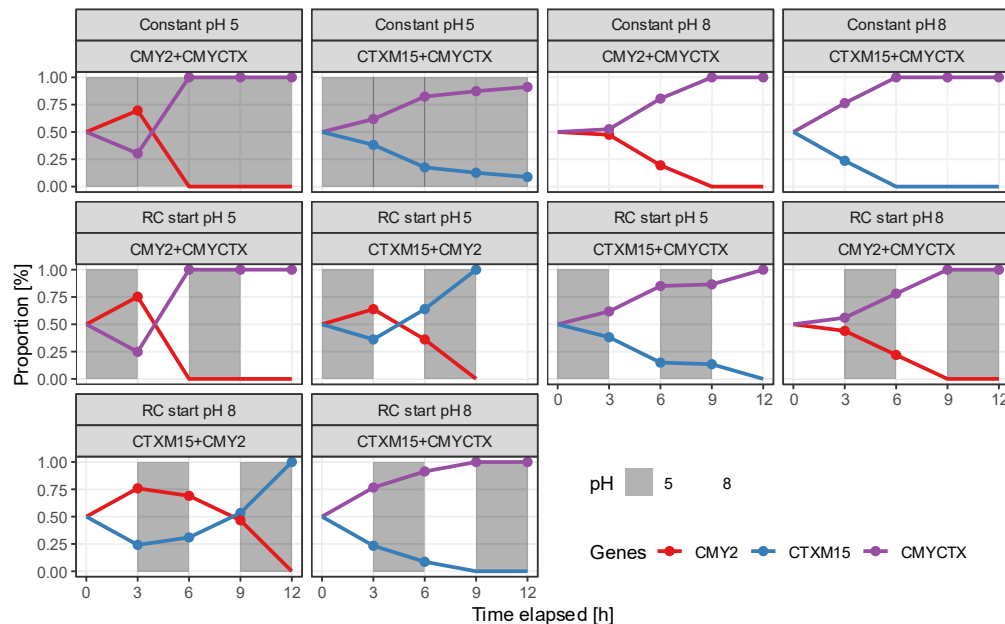 Constant pH 5
Constant pH 5
Constant pH 8
Constant pH 8
CMY2+CMYCTX
CTXM15+CMYCTX
CMY2+CMYCTX
CTXM15+CMYCTX
1.00
0.75
0.50
0.25
0.00
RC start pH 5
RC start pH 5
RC start pH 5
RC start pH 8
CMY2+CMYCTX
CTXM15+CMY2
CTXM15+CMYCTX
CMY2+CMYCTX
Proportion [%]
1.00
0.75
0.50
0.25
0.00
0 3 6 9 12
0 3 6 9 12
RC start pH 8
RC start pH 8
CTXM15+CMY2
CTXM15+CMYCTX
1.00
0.75
0.50
0.25
0.00
0 3 6 9 12
0 3 6 9 12
Time elapsed [h]
pH 5 8
Genes CMY2 CTXM15 CMYCTX